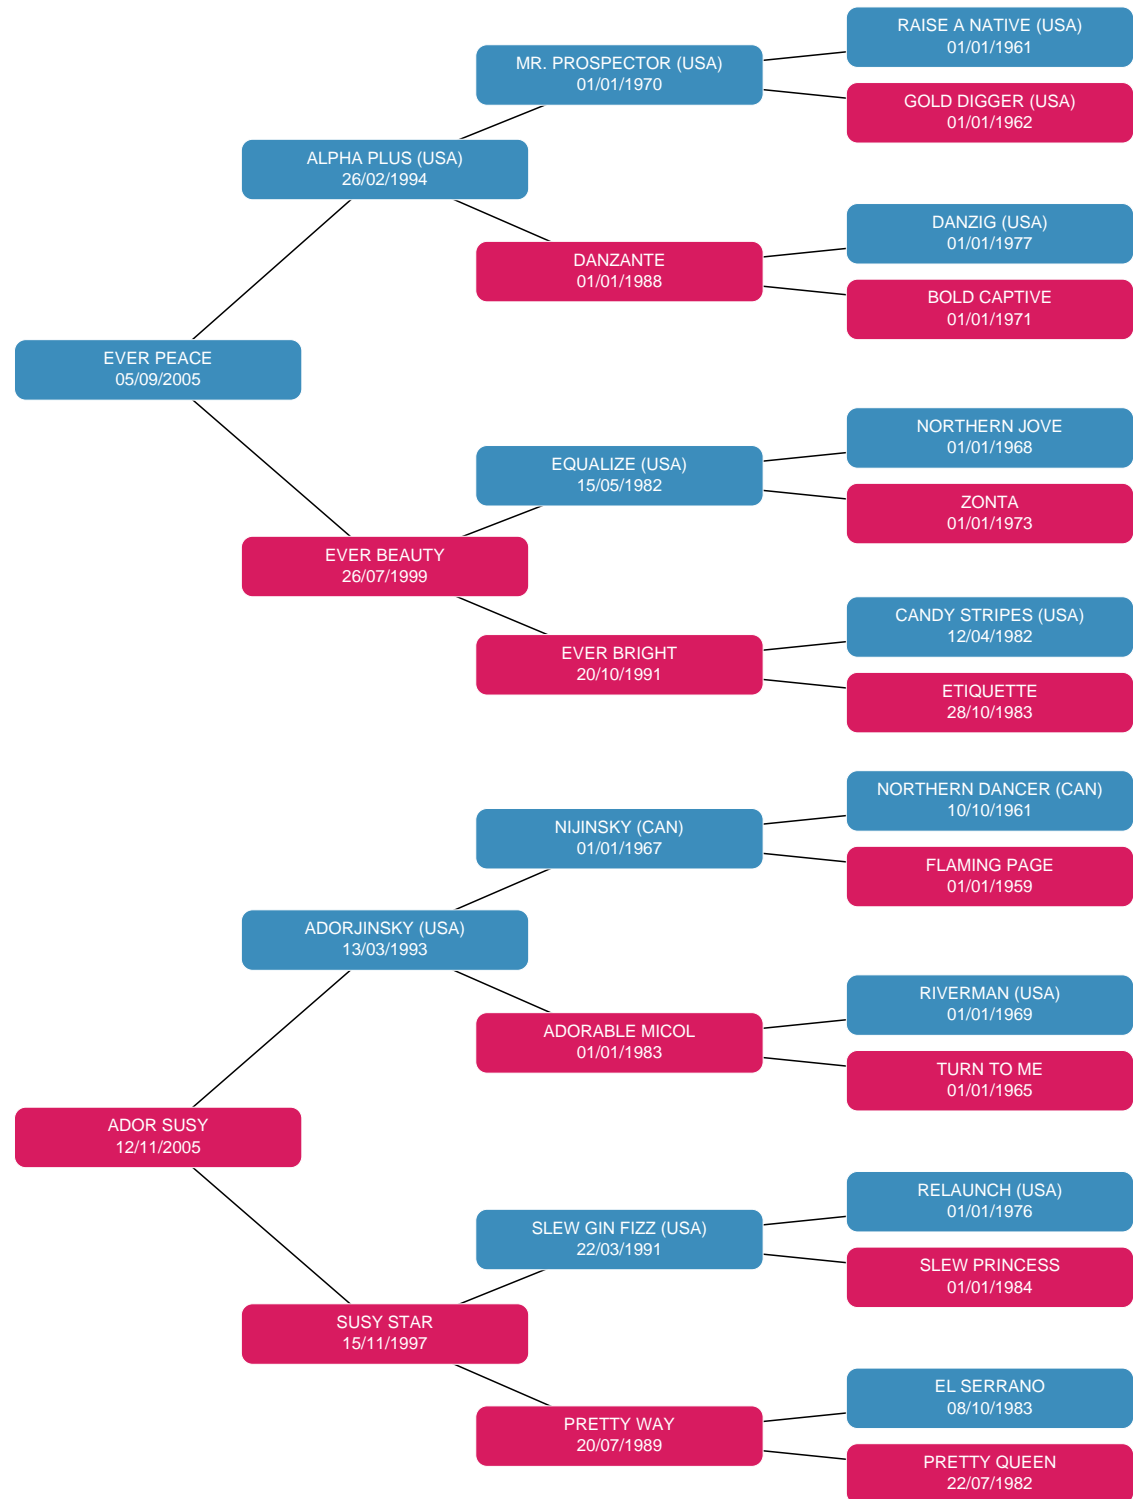 RAISE A NATIVE (USA)
01/01/1961
MR. PROSPECTOR (USA)
01/01/1970
GOLD DIGGER (USA)
01/01/1962
ALPHA PLUS (USA)
26/02/1994
DANZIG (USA)
01/01/1977
DANZANTE
01/01/1988
BOLD CAPTIVE
01/01/1971
EVER PEACE
05/09/2005
NORTHERN JOVE
01/01/1968
EQUALIZE (USA)
15/05/1982
ZONTA
01/01/1973
EVER BEAUTY
26/07/1999
CANDY STRIPES (USA)
12/04/1982
EVER BRIGHT
20/10/1991
ETIQUETTE
28/10/1983
NORTHERN DANCER (CAN)
10/10/1961
NIJINSKY (CAN)
01/01/1967
FLAMING PAGE
01/01/1959
ADORJINSKY (USA)
13/03/1993
RIVERMAN (USA)
01/01/1969
ADORABLE MICOL
01/01/1983
TURN TO ME
01/01/1965
ADOR SUSY
12/11/2005
RELAUNCH (USA)
01/01/1976
SLEW GIN FIZZ (USA)
22/03/1991
SLEW PRINCESS
01/01/1984
SUSY STAR
15/11/1997
EL SERRANO
08/10/1983
PRETTY WAY
20/07/1989
PRETTY QUEEN
22/07/1982